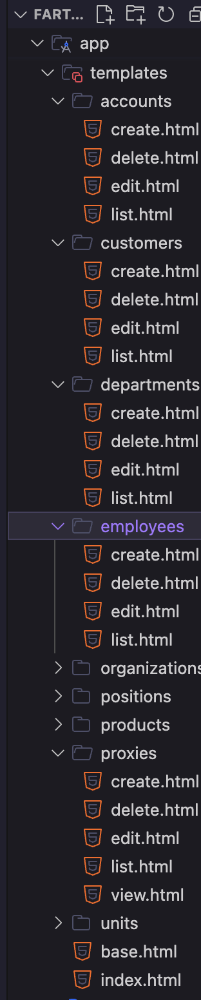 FART...
app
templates
accounts
create.html
delete.html
edit.html
list.html
customers
create.html
delete.html
edit.html
list.html
departments
create.html
delete.html
edit.html
list.html
employees
create.html
delete.html
edit.html
list.html
organizations
positions
products
proxies
create.html
delete.html
edit.html
list.html
view.html
units
base.html
index.html